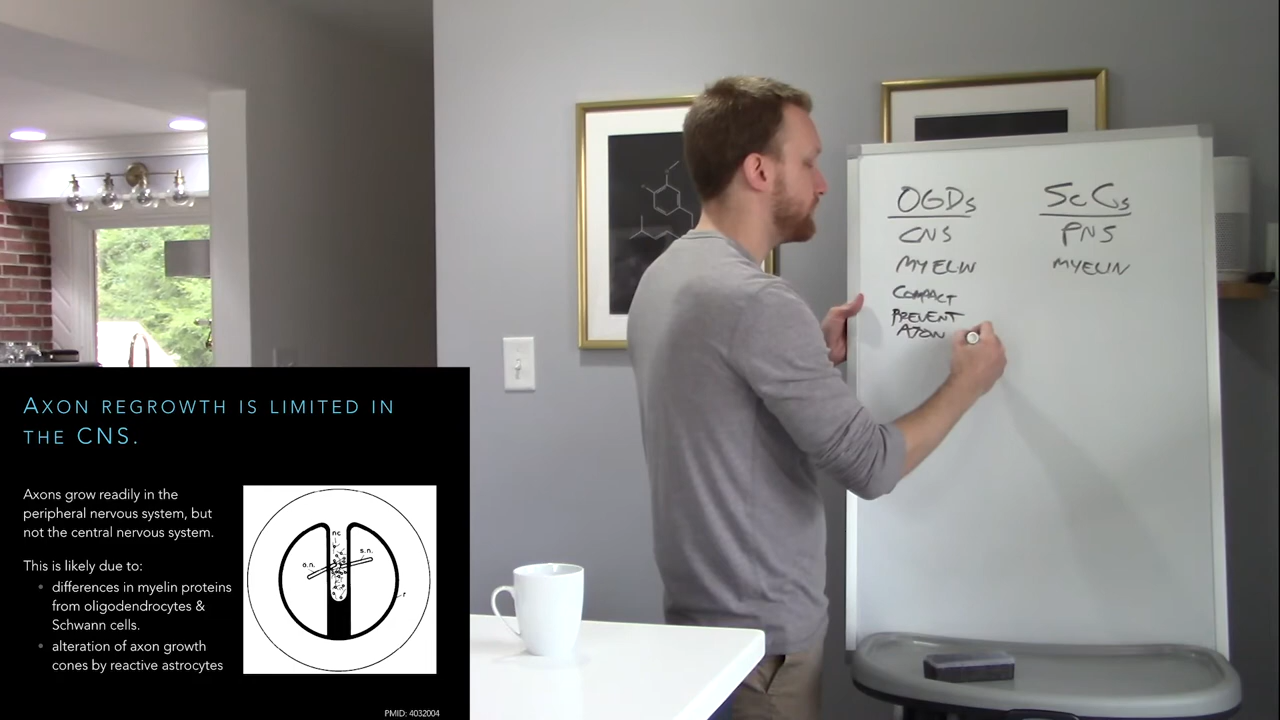 OGDs
CNS
MYELIN
COMPACT
PREVENT
AXON
ScCs
PNS
MYELIN
AXON REGROWTH IS LIMITED IN
THE CNS.
Axons grow readily in the
peripheral nervous system, but
not the central nervous system.
This is likely due to:
• differences in myelin proteins
from oligodendrocytes &
Schwann cells.
• alteration of axon growth
cones by reactive astrocytes
nc
s.n.
o.n.
r
PMID: 4032004